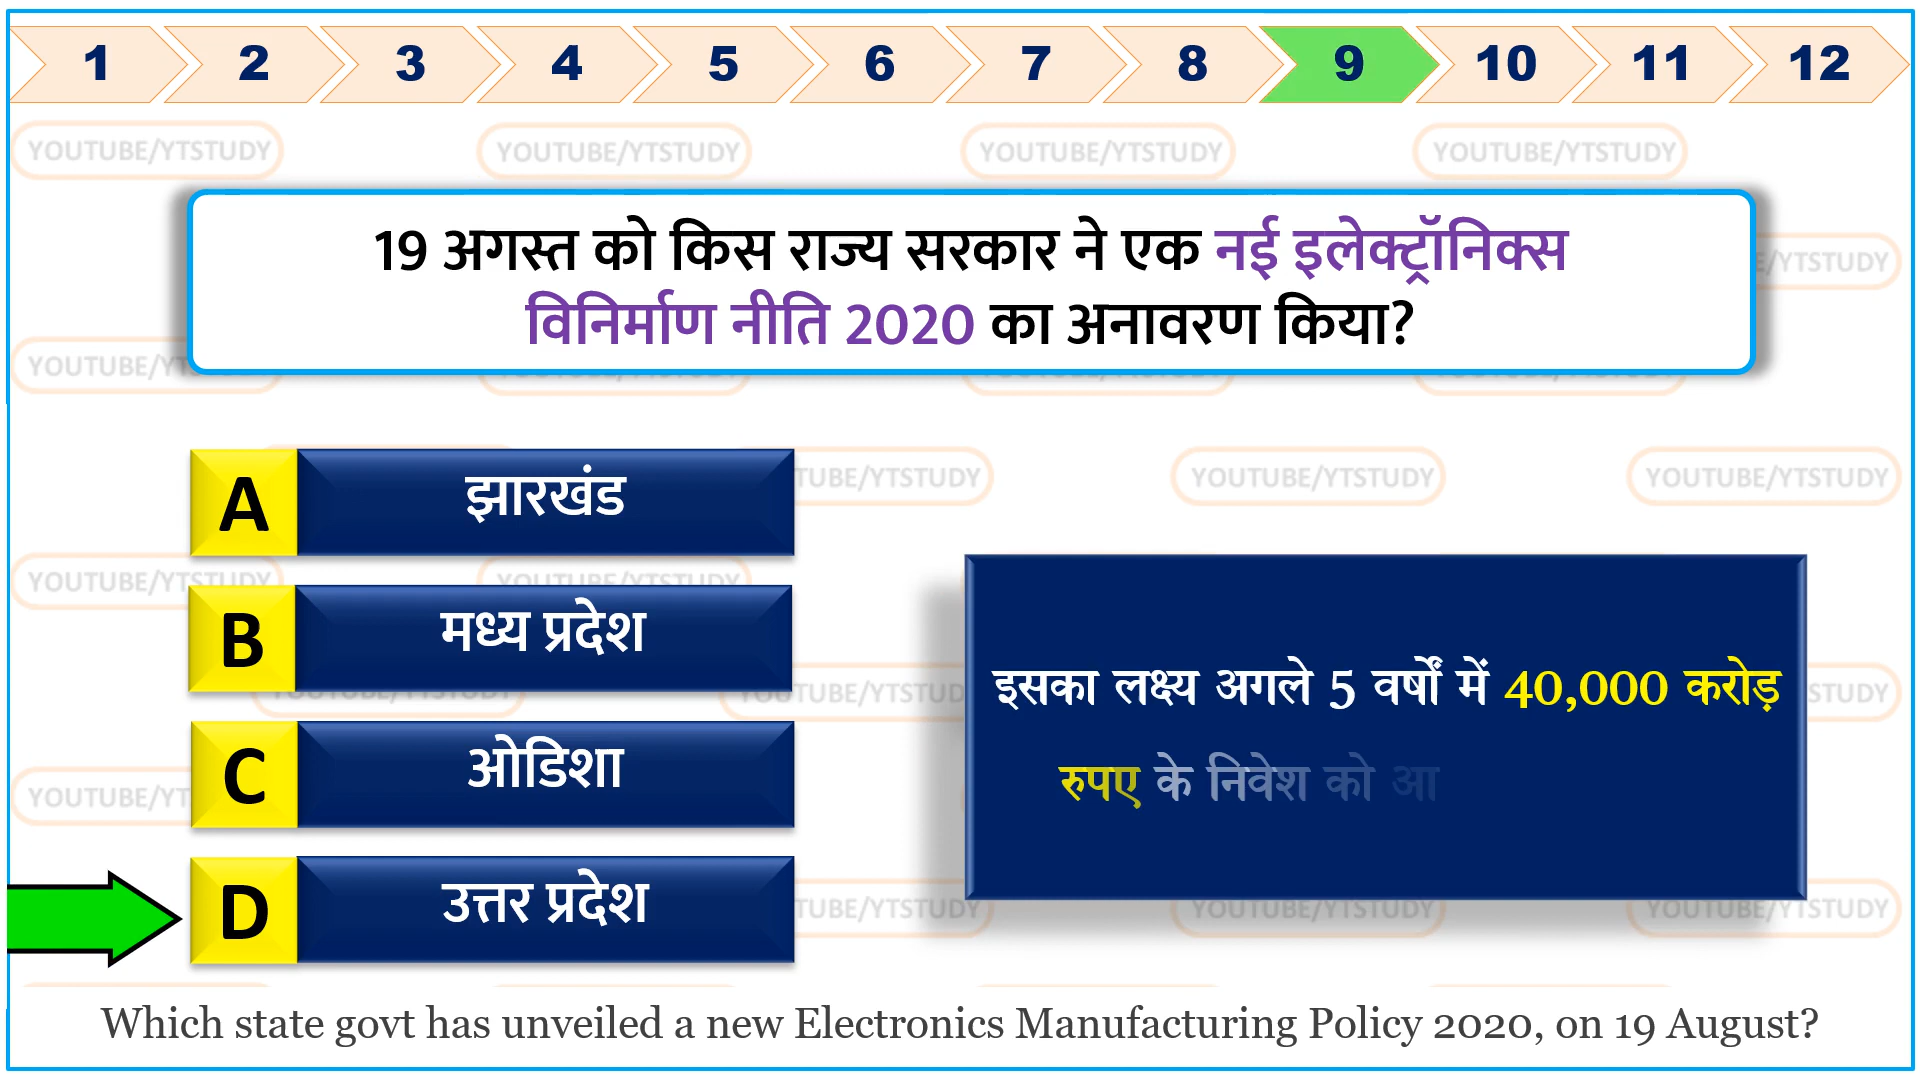 1 2 3 4 5 6 7 8 9 10 11 12
YOUTUBE/YTSTUDY YOUTUBE/YTSTUDY YOUTUBE/YTSTUDY YOUTUBE/YTSTUDY
19 अगस्त को किस राज्य सरकार ने एक नई इलेक्ट्रॉनिक्स
विनिर्माण नीति 2020 का अनावरण किया?
A झारखंड
B मध्य प्रदेश
C ओडिशा
D उत्तर प्रदेश
इसका लक्ष्य अगले 5 वर्षों में 40,000 करोड़
रुपए के निवेश को आ
YOUTUBE/YTSTUDY YOUTUBE/YTSTUDY
Which state govt has unveiled a new Electronics Manufacturing Policy 2020, on 19 August?